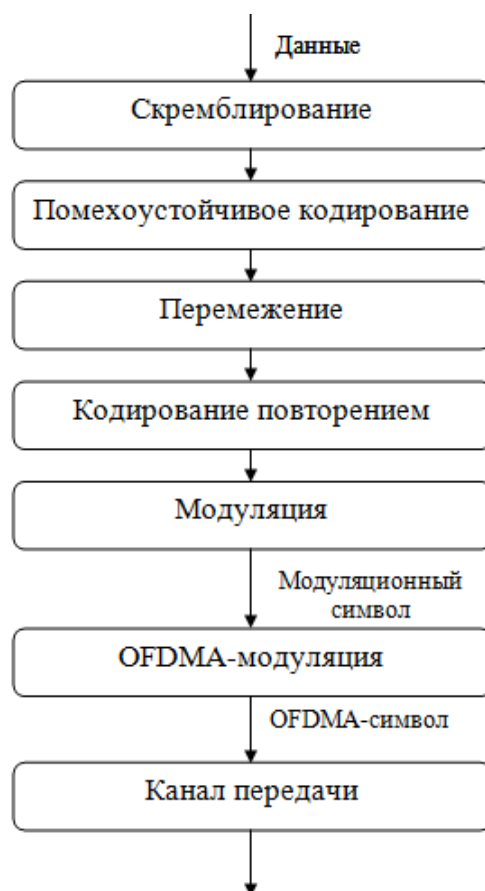 Данные
Скремблирование
Помехоустойчивое кодирование
Перемежение
Кодирование повторением
Модуляция
Модуляционный
символ
OFDMA-модуляция
OFDMA-символ
Канал передачи